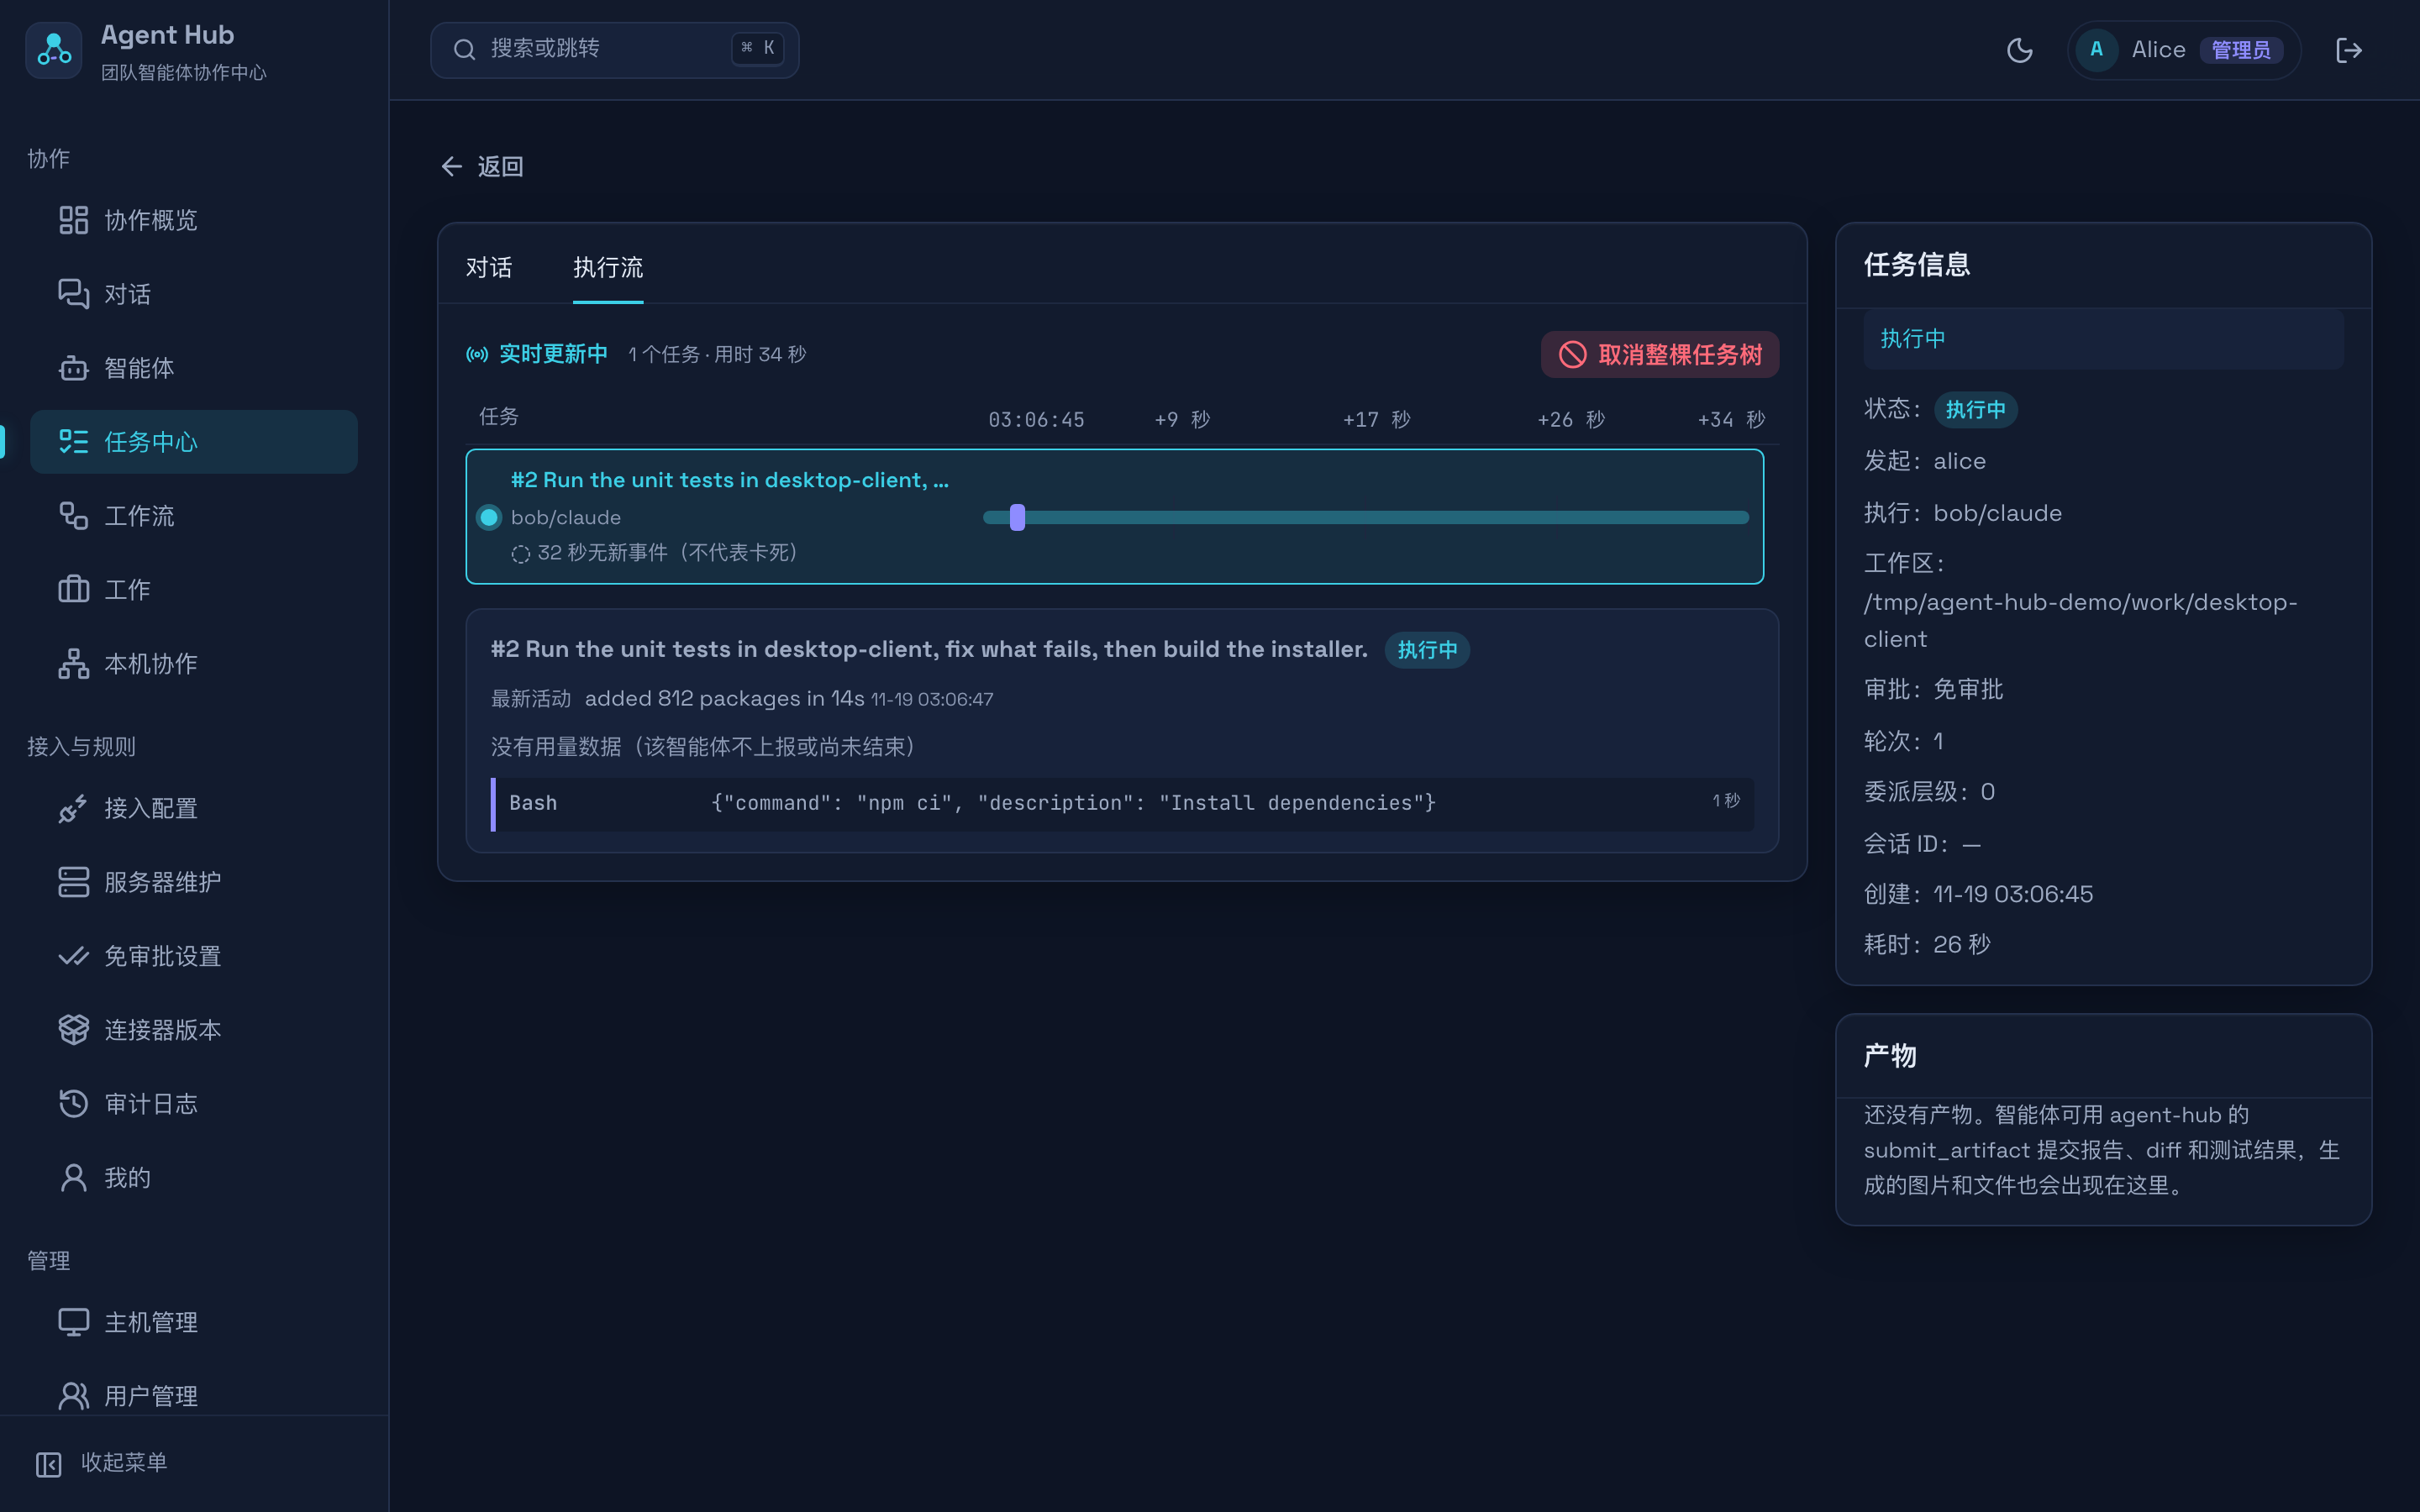 Agent Hub
团队智能体协作中心
搜索或跳转
⌘ K
A
Alice
管理员
协作
协作概览
对话
智能体
任务中心
工作流
工作
本机协作
接入与规则
接入配置
服务器维护
免审批设置
连接器版本
审计日志
我的
管理
主机管理
用户管理
收起菜单
返回
对话
执行流
实时更新中
1 个任务 · 用时 34 秒
取消整棵任务树
任务
03:06:45
+9 秒
+17 秒
+26 秒
+34 秒
#2 Run the unit tests in desktop-client, ...
bob/claude
32 秒无新事件（不代表卡死）
#2 Run the unit tests in desktop-client, fix what fails, then build the installer.
执行中
最新活动 added 812 packages in 14s 11-19 03:06:47
没有用量数据（该智能体不上报或尚未结束）
Bash
{"command": "npm ci", "description": "Install dependencies"}
1 秒
任务信息
执行中
状态：执行中
发起：alice
执行：bob/claude
工作区：
/tmp/agent-hub-demo/work/desktop-
client
审批：免审批
轮次：1
委派层级：0
会话 ID：—
创建：11-19 03:06:45
耗时：26 秒
产物
还没有产物。智能体可用 agent-hub 的
submit_artifact 提交报告、diff 和测试结果，生
成的图片和文件也会出现在这里。